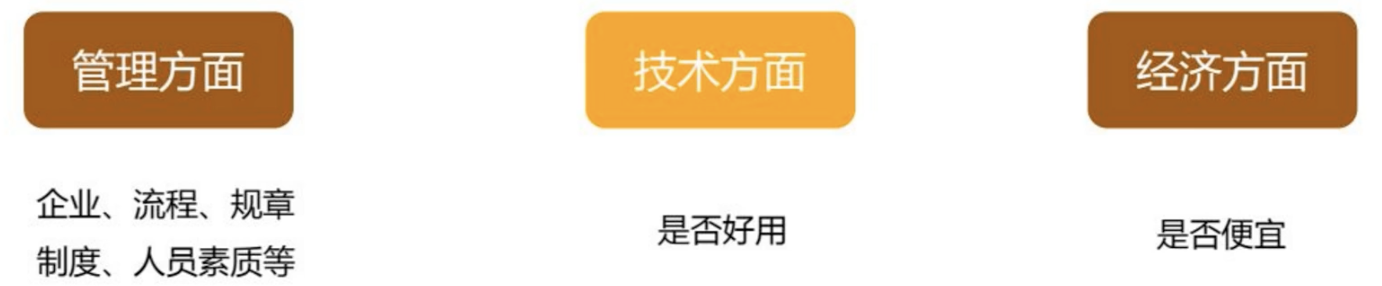 管理方面
技术方面
经济方面
企业、流程、规章
制度、人员素质等
是否好用
是否便宜